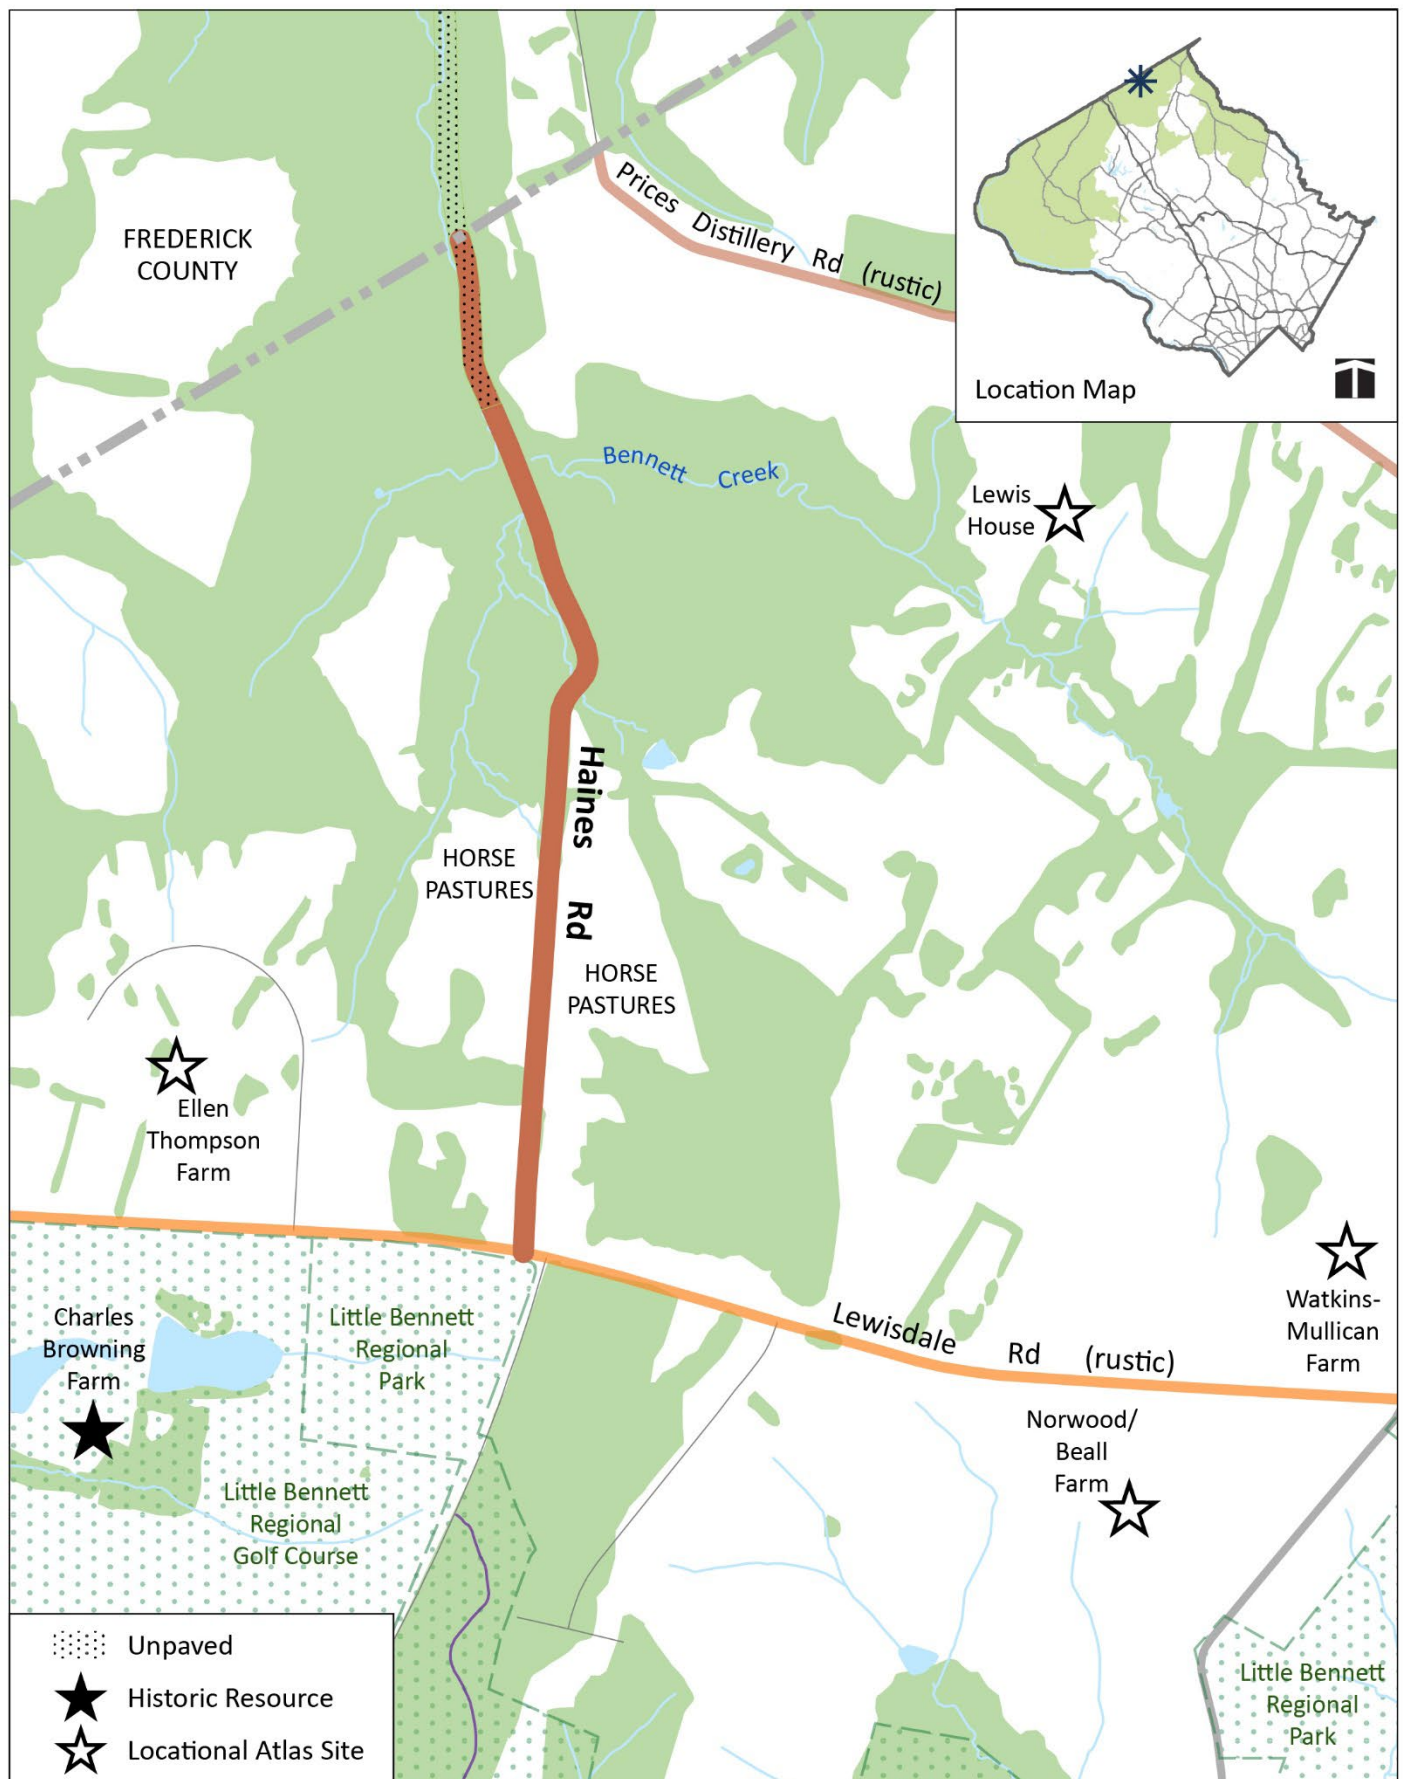 FREDERICK
COUNTY
Prices Distillery Rd (rustic)
Location Map
Bennett Creek
Lewis
House
Haines Rd
HORSE
PASTURES
HORSE
PASTURES
Ellen
Thompson
Farm
Watkins-
Mullican
Farm
Charles
Browning
Farm
Little Bennett
Regional
Park
Lewisdale Rd (rustic)
Norwood/
Beall
Farm
Little Bennett
Regional
Golf Course
Little Bennett
Regional
Park
Unpaved
Historic Resource
Locational Atlas Site